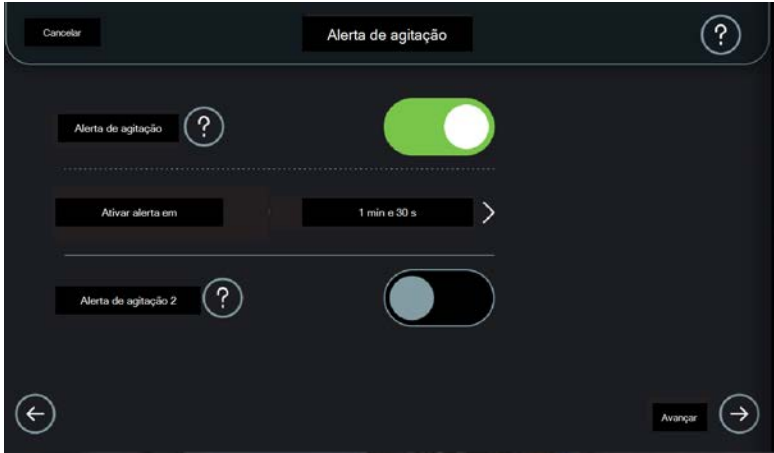 Cancelar
Alerta de agitação
?
Alerta de agitação
?
Ativar alerta em
1 min e 30 s
Alerta de agitação 2
?
Avançar